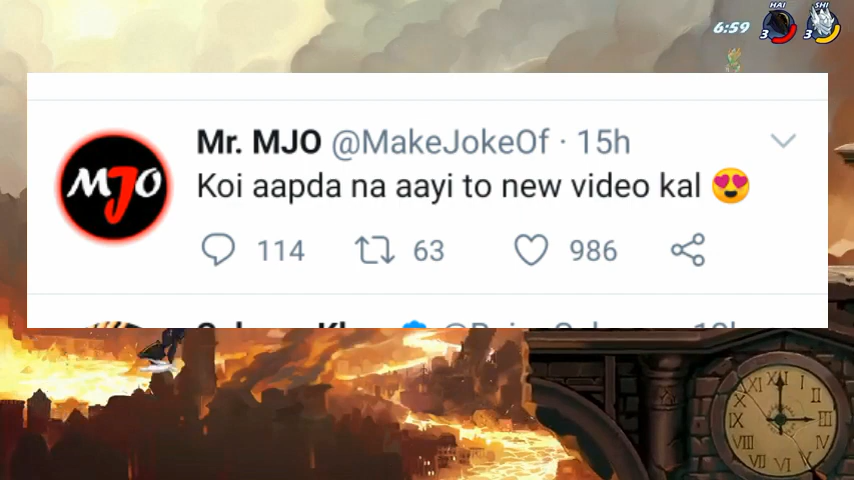 HAI SHI
6:59 3 3
Mr. MJO @MakeJokeOf · 15h
MJO
Koi aapda na aayi to new video kal 😍
114 63 986
XI XII I II III IX VIII VII VI V